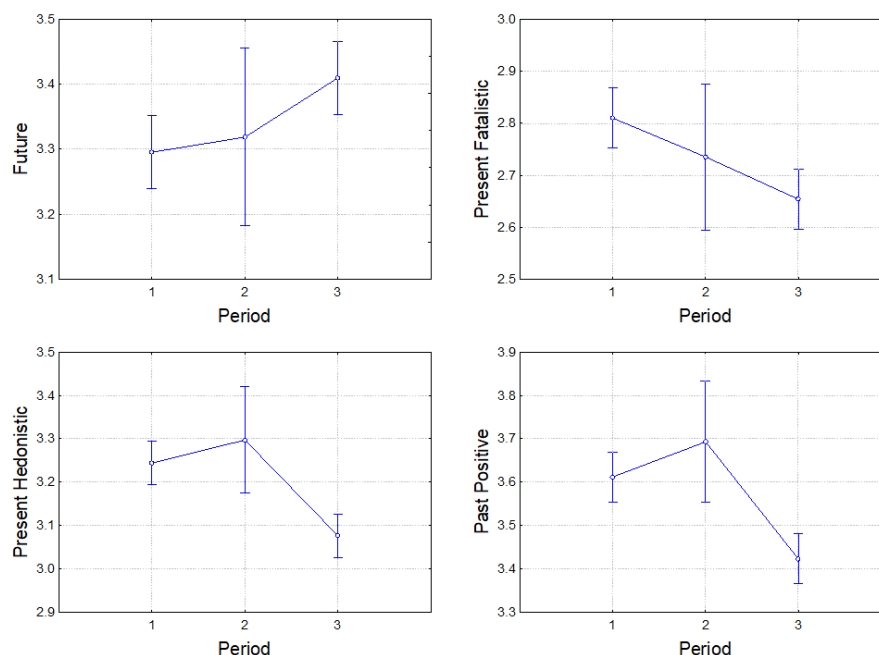 Future
3.5
3.4
3.3
3.2
3.1
1 2 3
Period
Present Fatalistic
3.0
2.9
2.8
2.7
2.6
2.5
1 2 3
Period
Present Hedonistic
3.5
3.4
3.3
3.2
3.1
3.0
2.9
1 2 3
Period
Past Positive
3.9
3.8
3.7
3.6
3.5
3.4
3.3
1 2 3
Period